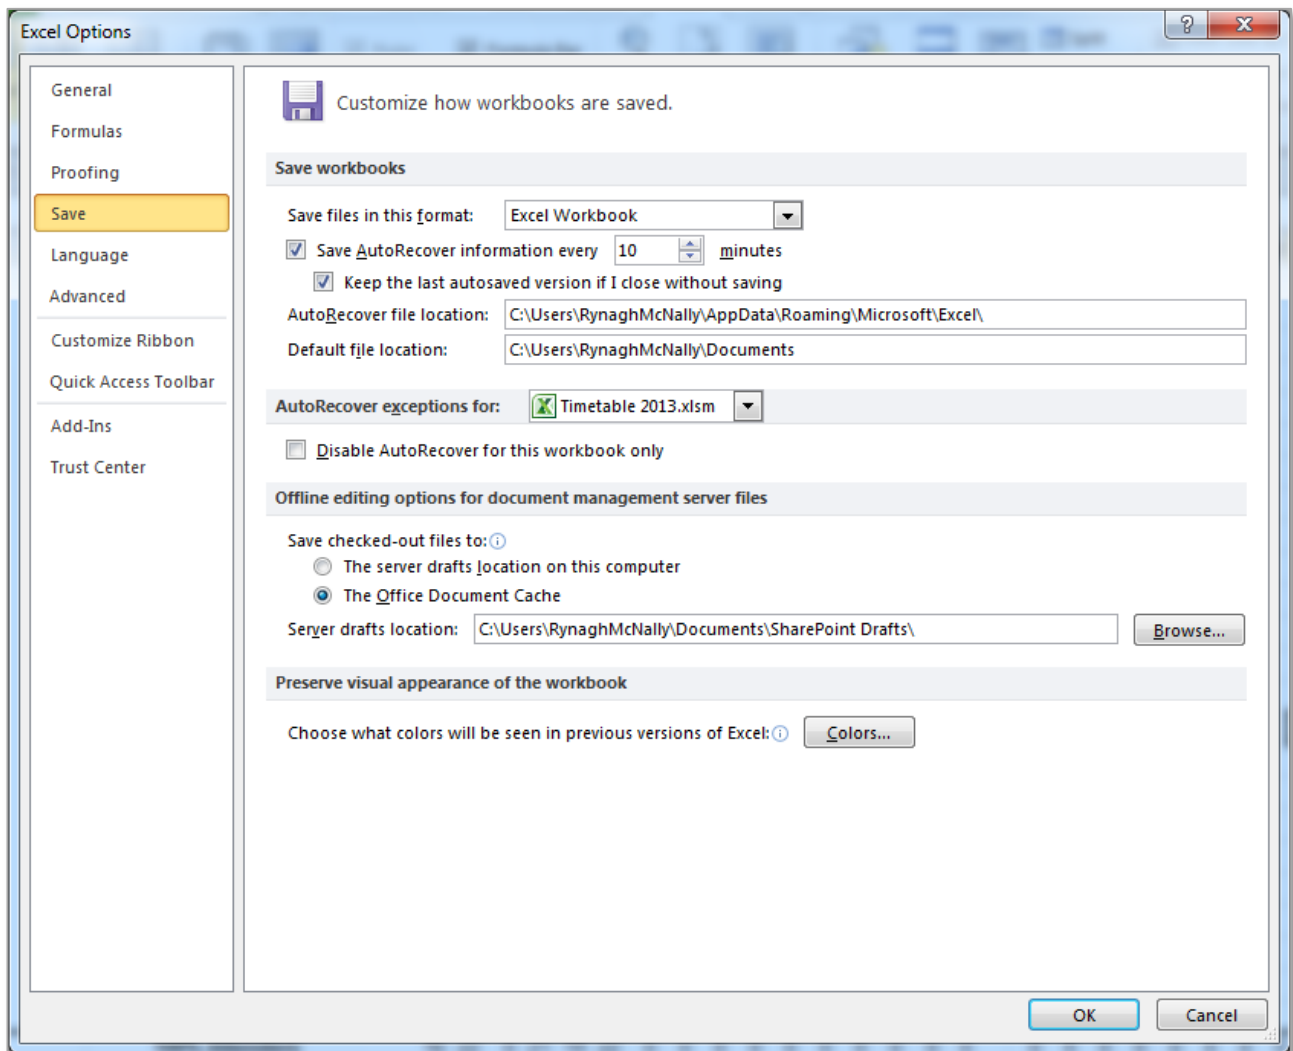 Excel Options
General
Formulas
Proofing
Save
Language
Advanced
Customize Ribbon
Quick Access Toolbar
Add-Ins
Trust Center
Customize how workbooks are saved.
Save workbooks
Save files in this format: Excel Workbook
Save AutoRecover information every 10 minutes
Keep the last autosaved version if I close without saving
AutoRecover file location: C:\Users\RynaghMcNally\AppData\Roaming\Microsoft\Excel\
Default file location: C:\Users\RynaghMcNally\Documents
AutoRecover exceptions for: Timetable 2013.xlsm
Disable AutoRecover for this workbook only
Offline editing options for document management server files
Save checked-out files to:
The server drafts location on this computer
The Office Document Cache
Server drafts location: C:\Users\RynaghMcNally\Documents\SharePoint Drafts\ Browse...
Preserve visual appearance of the workbook
Choose what colors will be seen in previous versions of Excel: Colors...
OK Cancel